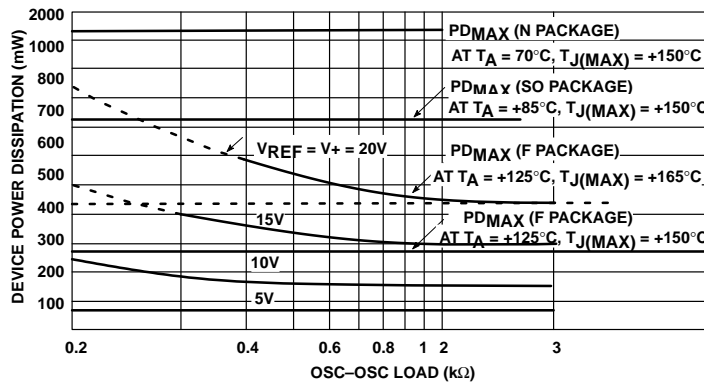 DEVICE POWER DISSIPATION (mW)
2000
1000
800
700
600
500
400
300
200
100
PDMAX (N PACKAGE)
AT TA = 70°C, TJ(MAX) = +150°C
PDMAX (SO PACKAGE)
AT TA = +85°C, TJ(MAX) = +150°C
VREF = V+ = 20V
PDMAX (F PACKAGE)
AT TA = +125°C, TJ(MAX) = +165°C
15V
PDMAX (F PACKAGE)
AT TA = +125°C, TJ(MAX) = +150°C
10V
5V
0.2
0.4
0.6
0.8
1
2
3
OSC–OSC LOAD (kΩ)